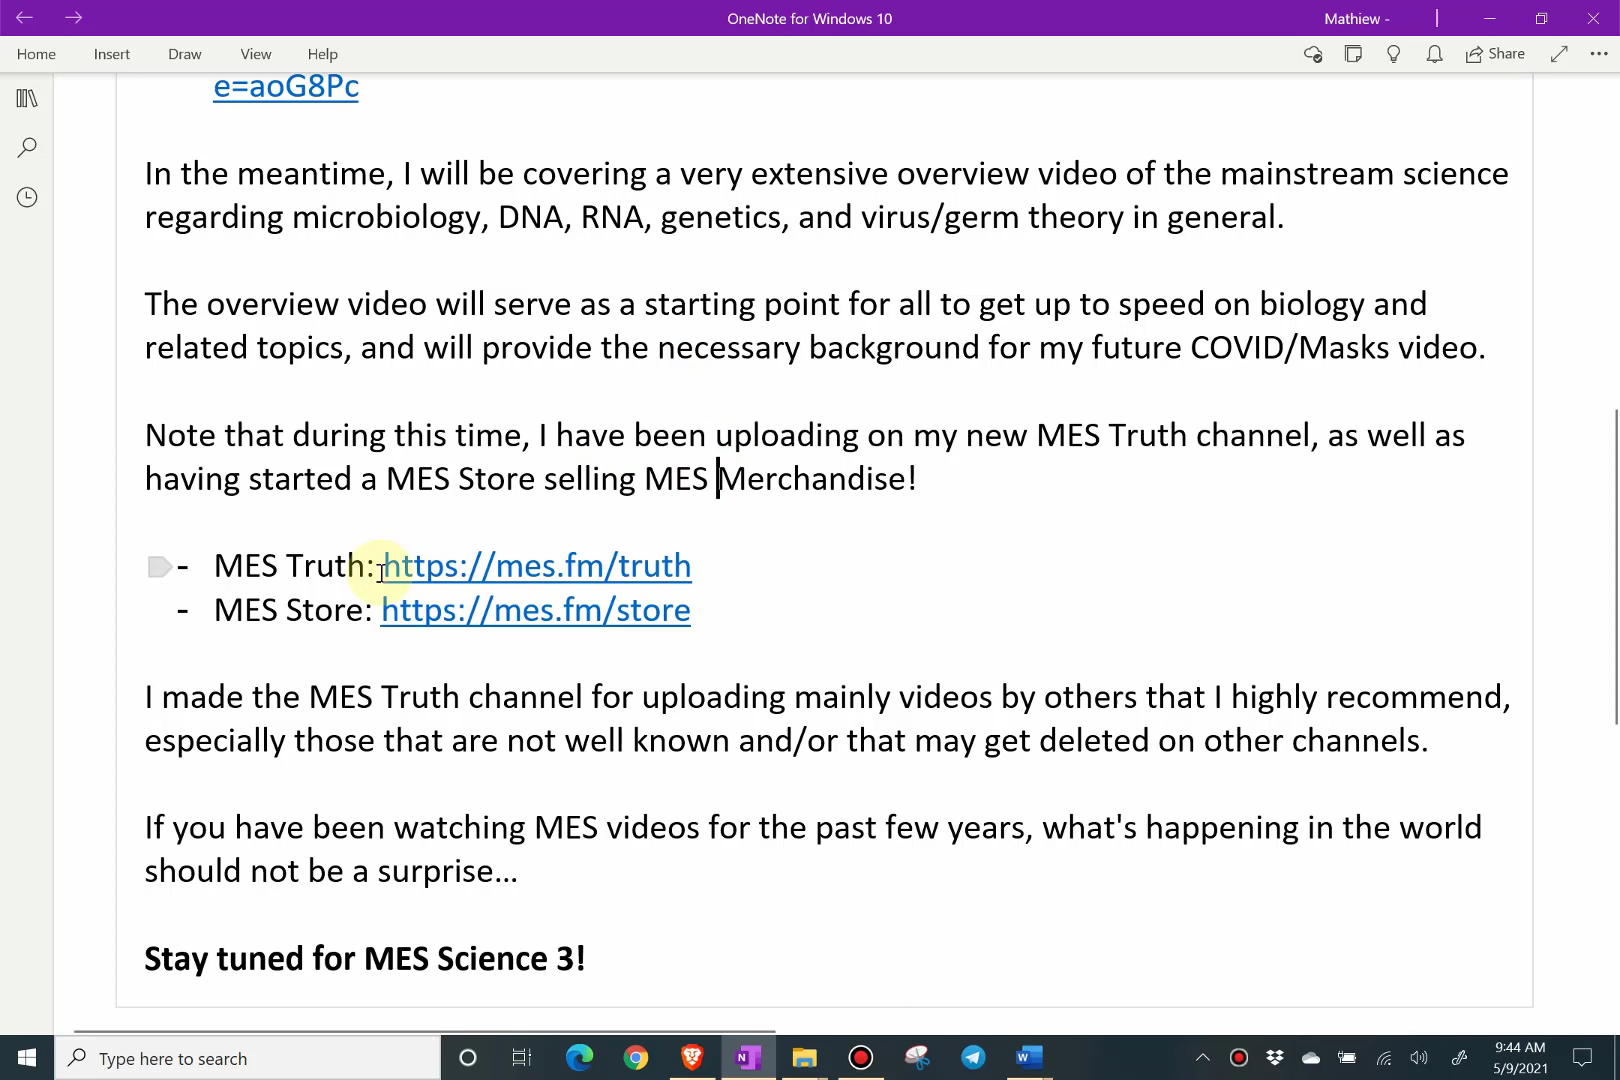 OneNote for Windows 10
Mathiew -
Home Insert Draw View Help
Share
e=aoG8Pc
In the meantime, I will be covering a very extensive overview video of the mainstream science
regarding microbiology, DNA, RNA, genetics, and virus/germ theory in general.
The overview video will serve as a starting point for all to get up to speed on biology and
related topics, and will provide the necessary background for my future COVID/Masks video.
Note that during this time, I have been uploading on my new MES Truth channel, as well as
having started a MES Store selling MES Merchandise!
- MES Truth: https://mes.fm/truth
- MES Store: https://mes.fm/store
I made the MES Truth channel for uploading mainly videos by others that I highly recommend,
especially those that are not well known and/or that may get deleted on other channels.
If you have been watching MES videos for the past few years, what's happening in the world
should not be a surprise...
Stay tuned for MES Science 3!
Type here to search
9:44 AM
5/9/2021